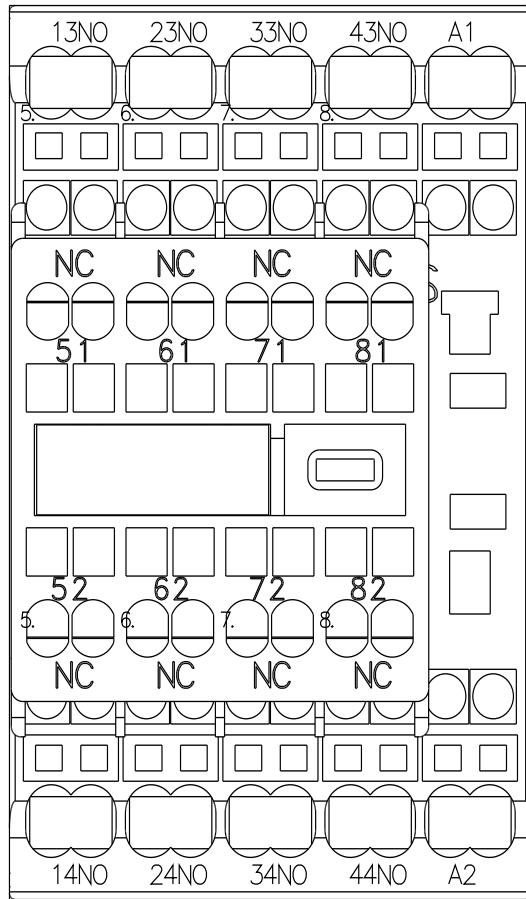 13NO 23NO 33NO 43NO A1
5. 6. 7. 8.
NC NC NC NC
51 61 71 81
52 62 72 82
5. 6. 7. 8.
NC NC NC NC
14NO 24NO 34NO 44NO A2